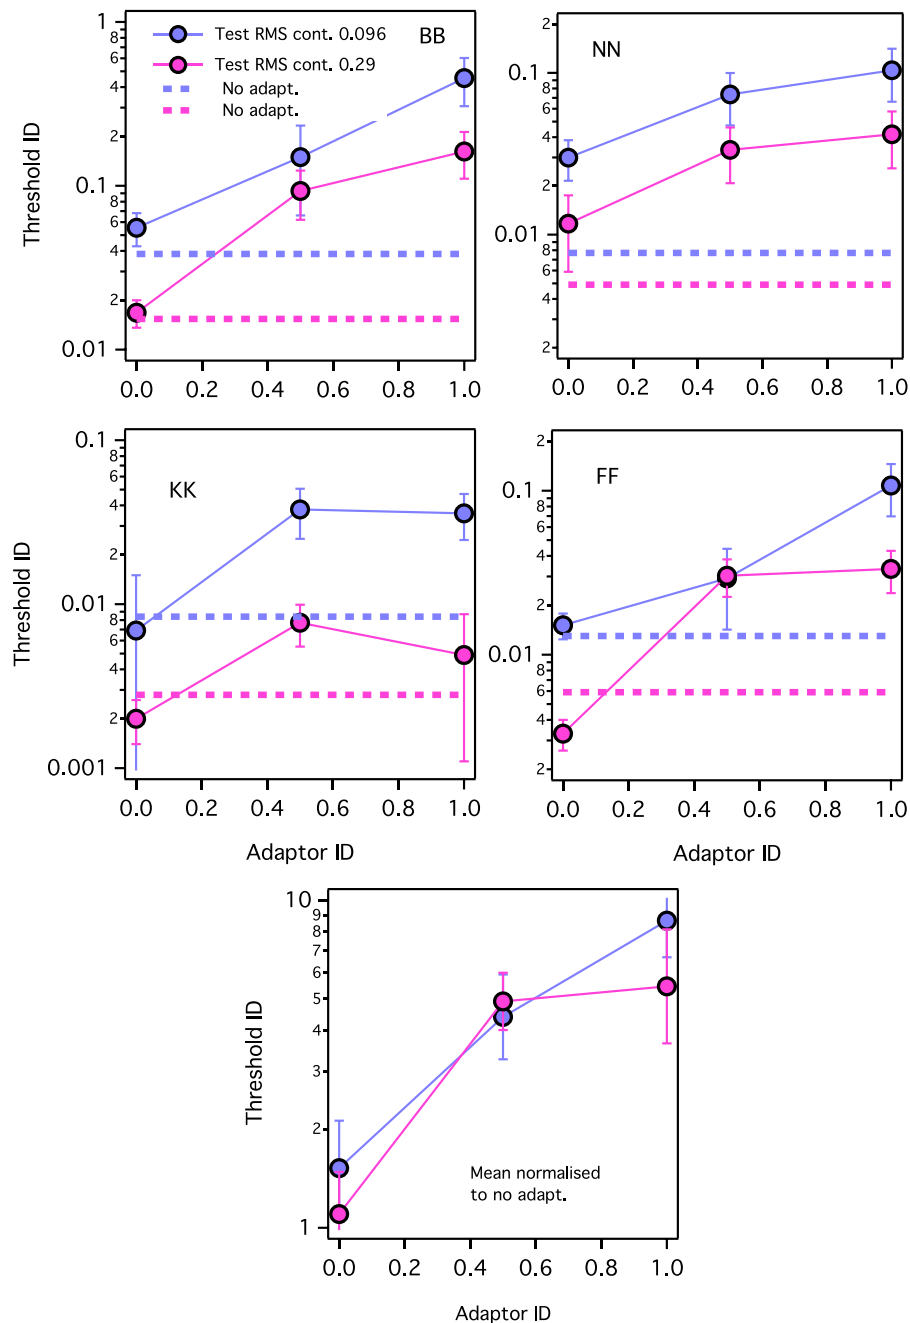 Test RMS cont. 0.096
BB
Test RMS cont. 0.29
No adapt.
No adapt.
Threshold ID
1
8
6
4
2
0.1
8
6
4
2
0.01
0.0 0.2 0.4 0.6 0.8 1.0
NN
2
0.1
8
6
4
2
0.01
8
6
4
2
0.0 0.2 0.4 0.6 0.8 1.0
KK
Threshold ID
0.1
8
6
4
2
0.01
8
6
4
2
0.001
0.0 0.2 0.4 0.6 0.8 1.0
Adaptor ID
FF
2
0.1
8
6
4
2
0.01
8
6
4
2
0.0 0.2 0.4 0.6 0.8 1.0
Adaptor ID
Threshold ID
10
9
8
7
6
5
4
3
2
1
Mean normalised
to no adapt.
0.0 0.2 0.4 0.6 0.8 1.0
Adaptor ID